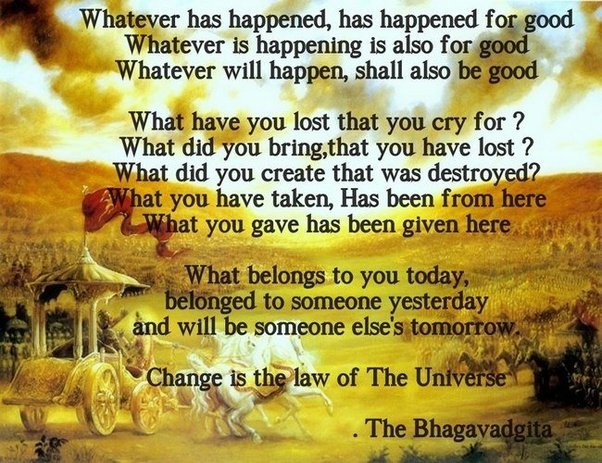 Whatever has happened, has happened for good
Whatever is happening is also for good
Whatever will happen, shall also be good
What have you lost that you cry for ?
What did you bring,that you have lost ?
What did you create that was destroyed?
What you have taken, Has been from here
What you gave has been given here
What belongs to you today,
belonged to someone yesterday
and will be someone else's tomorrow.
Change is the law of The Universe
. The Bhagavadgita